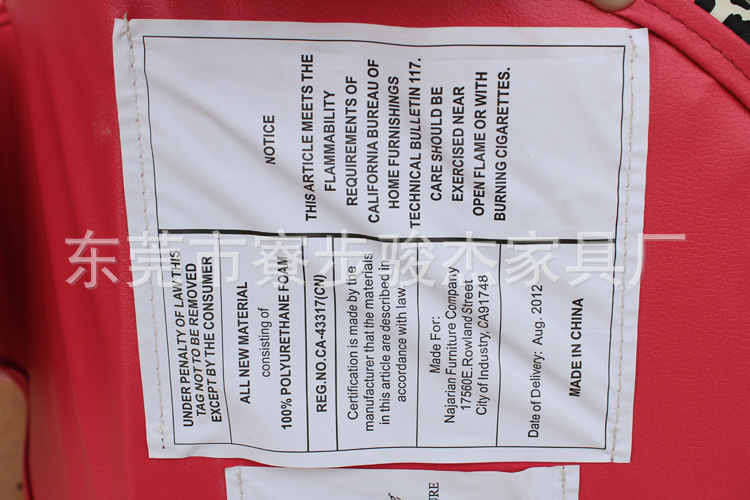 UNDER PENALTY OF LAW THIS
TAG NOT TO BE REMOVED
EXCEPT BY THE CONSUMER
ALL NEW MATERIAL
consisting of
100% POLYURETHANE FOAM
REG.NO.CA-43317(CN)
Certification is made by the
manufacturer that the materials
in this article are described in
accordance with law.
Made For:
Najarian Furniture Company
17560E.Rowland Street
City of Industry, CA91748
Date of Delivery: Aug. 2012
MADE IN CHINA
NOTICE
THIS ARTICLE MEETS THE
FLAMMABILITY
REQUIREMENTS OF
CALIFORNIA BUREAU OF
HOME FURNISHINGS
TECHNICAL BULLETIN 117.
CARE SHOULD BE
EXERCISED NEAR
OPEN FLAME OR WITH
BURNING CIGARETTES.
东莞市寮步骏杰家具厂